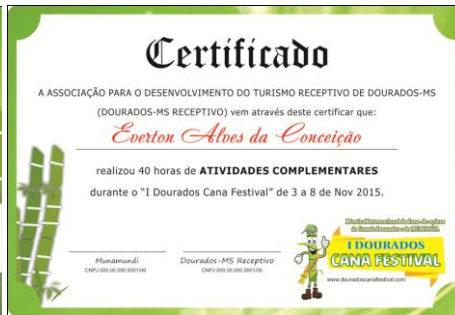 Certificado
A ASSOCIAÇÃO PARA O DESENVOLVIMENTO DO TURISMO RECEPTIVO DE DOURADOS-MS
(DOURADOS-MS RECEPTIVO) vem através deste certificar que:
Everton Alves da Conceição
realizou 40 horas de ATIVIDADES COMPLEMENTARES
durante o "I Dourados Cana Festival" de 3 a 8 de Nov 2015.
Munamundi
CNPJ 000.00.000.0001/00
Dourados-MS Receptivo
CNPJ 000.00.000.0001/00
I DOURADOS
CANA FESTIVAL
www.douradoscanafestival.com